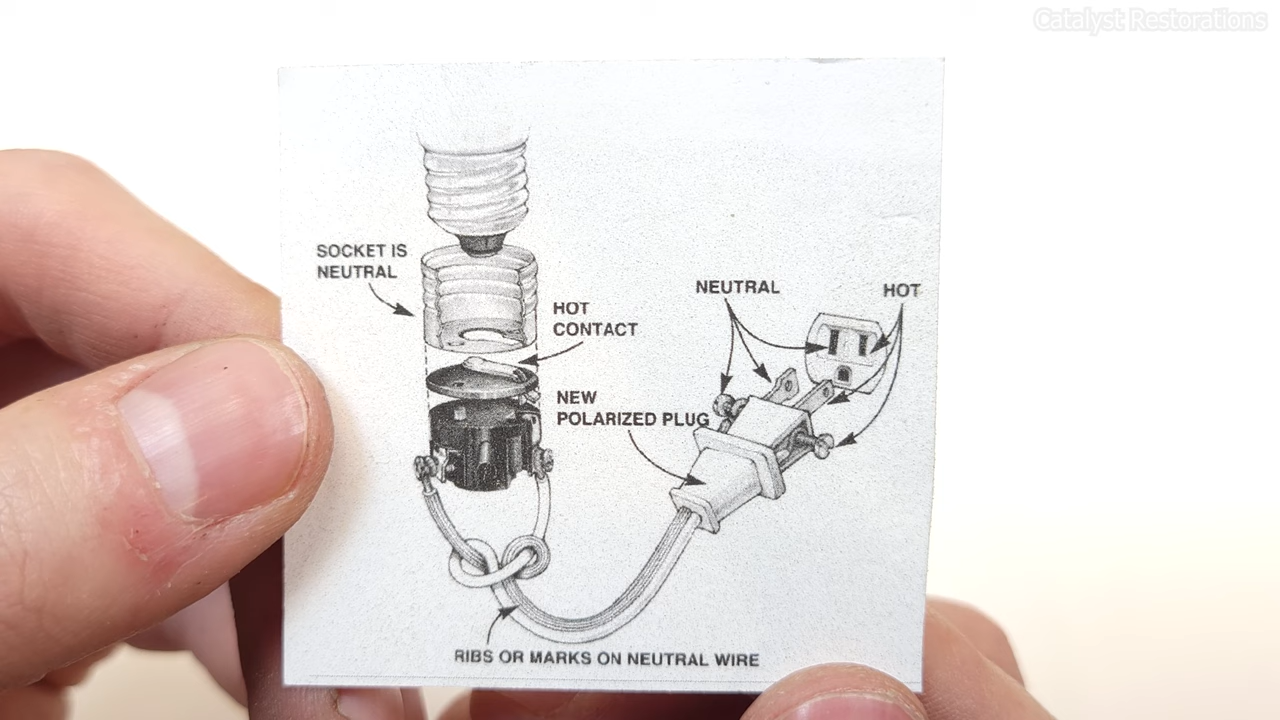 Catalyst Restorations
SOCKET IS
NEUTRAL
HOT
CONTACT
NEUTRAL
HOT
NEW
POLARIZED PLUG
RIBS OR MARKS ON NEUTRAL WIRE